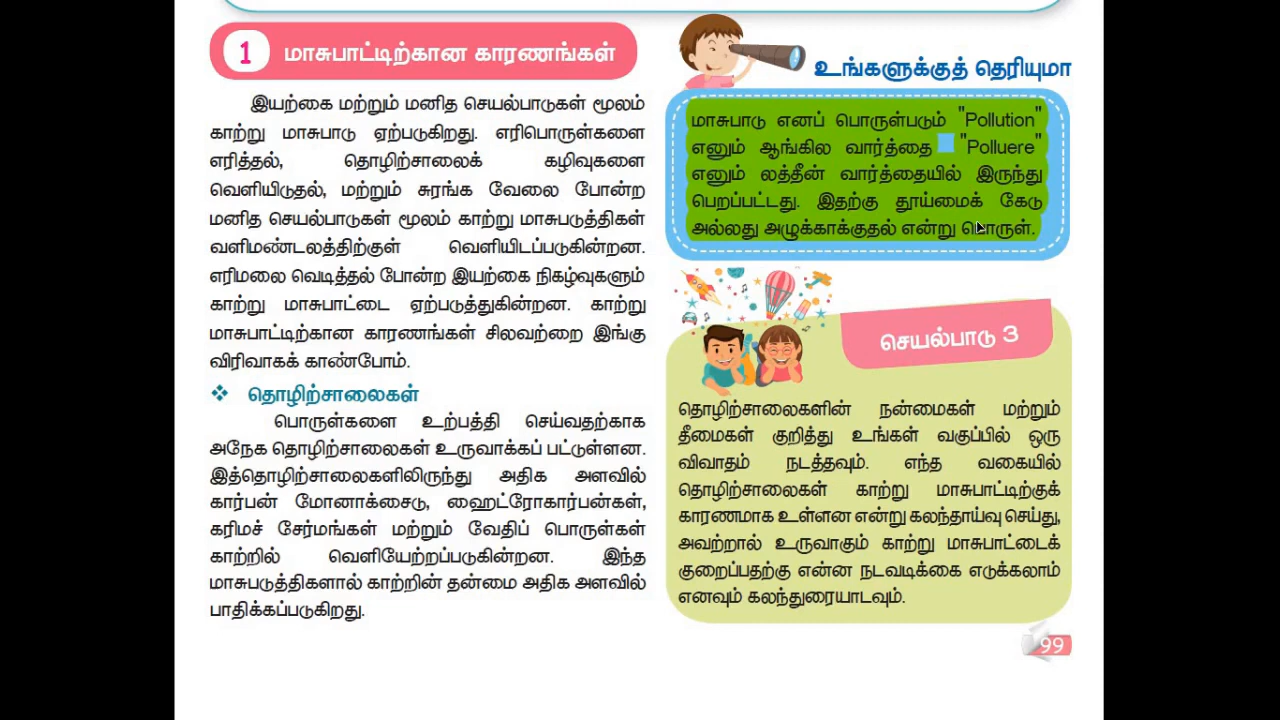 1 மாசுபாட்டிற்கான காரணங்கள்
இயற்கை மற்றும் மனித செயல்பாடுகள் மூலம்
காற்று மாசுபாடு ஏற்படுகிறது. எரிபொருள்களை
எரித்தல், தொழிற்சாலைக் கழிவுகளை
வெளியிடுதல், மற்றும் சுரங்க வேலை போன்ற
மனித செயல்பாடுகள் மூலம் காற்று மாசுபடுத்திகள்
வளிமண்டலத்திற்குள் வெளியிடப்படுகின்றன.
எரிமலை வெடித்தல் போன்ற இயற்கை நிகழ்வுகளும்
காற்று மாசுபாட்டை ஏற்படுத்துகின்றன. காற்று
மாசுபாட்டிற்கான காரணங்கள் சிலவற்றை இங்கு
விரிவாகக் காண்போம்.
❖ தொழிற்சாலைகள்
பொருள்களை உற்பத்தி செய்வதற்காக
அநேக தொழிற்சாலைகள் உருவாக்கப் பட்டுள்ளன.
இத்தொழிற்சாலைகளிலிருந்து அதிக அளவில்
கார்பன் மோனாக்சைடு, ஹைட்ரோகார்பன்கள்,
கரிமச் சேர்மங்கள் மற்றும் வேதிப் பொருள்கள்
காற்றில் வெளியேற்றப்படுகின்றன. இந்த
மாசுபடுத்திகளால் காற்றின் தன்மை அதிக அளவில்
பாதிக்கப்படுகிறது.
உங்களுக்குத் தெரியுமா
மாசுபாடு எனப் பொருள்படும் "Pollution"
எனும் ஆங்கில வார்த்தை "Polluere"
எனும் லத்தீன் வார்த்தையில் இருந்து
பெறப்பட்டது. இதற்கு தூய்மைக் கேடு
அல்லது அழுக்காக்குதல் என்று பொருள்.
செயல்பாடு 3
தொழிற்சாலைகளின் நன்மைகள் மற்றும்
தீமைகள் குறித்து உங்கள் வகுப்பில் ஒரு
விவாதம் நடத்தவும். எந்த வகையில்
தொழிற்சாலைகள் காற்று மாசுபாட்டிற்குக்
காரணமாக உள்ளன என்று கலந்தாய்வு செய்து,
அவற்றால் உருவாகும் காற்று மாசுபாட்டைக்
குறைப்பதற்கு என்ன நடவடிக்கை எடுக்கலாம்
எனவும் கலந்துரையாடவும்.
99